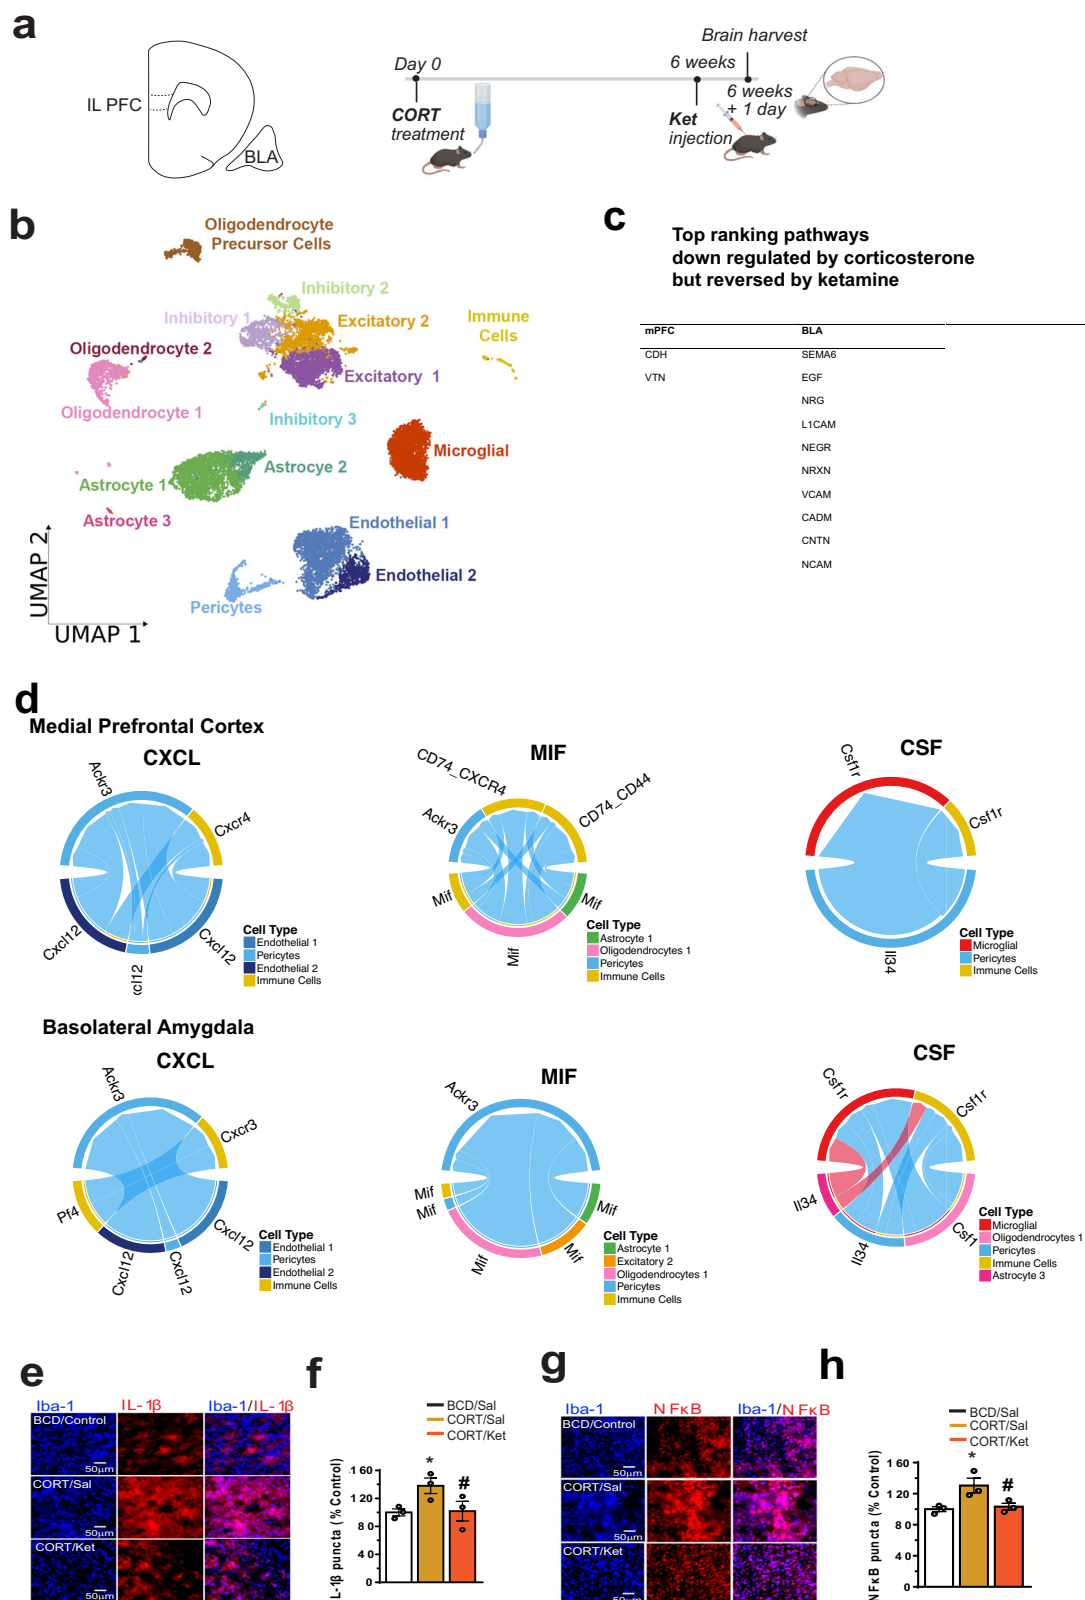 a
IL PFC
BLA
Day 0
CORT
treatment
6 weeks
Ket
injection
Brain harvest
6 weeks
+ 1 day
b
Oligodendrocyte
Precursor Cells
Inhibitory 2
Inhibitory 1
Excitatory 2
Immune
Cells
Oligodendrocyte 2
Excitatory 1
Oligodendrocyte 1
Inhibitory 3
Microglial
Astrocye 2
Astrocyte 1
Astrocyte 3
Endothelial 1
Endothelial 2
Pericytes
UMAP 2
UMAP 1
c
Top ranking pathways
down regulated by corticosterone
but reversed by ketamine
mPFC BLA
CDH SEMA6
VTN EGF
NRG
L1CAM
NEGR
NRXN
VCAM
CADM
CNTN
NCAM
d
Medial Prefrontal Cortex
CXCL
Ackr3
Cxcr4
Cxcl12
cl12
Cxcl12
Cell Type
Endothelial 1
Pericytes
Endothelial 2
Immune Cells
MIF
CD74_CXCR4
CD74_CD44
Ackr3
Mif
Mif
Mif
Cell Type
Astrocyte 1
Oligodendrocytes 1
Pericytes
Immune Cells
CSF
Csf1r
Csf1r
Il34
Cell Type
Microglial
Pericytes
Immune Cells
Basolateral Amygdala
CXCL
Ackr3
Cxcr3
Pf4
Cxcl12
Cxcl12
Cxcl12
Cell Type
Endothelial 1
Pericytes
Endothelial 2
Immune Cells
MIF
Ackr3
Mif
Mif
Mif
Mif
Mif
Cell Type
Astrocyte 1
Excitatory 2
Oligodendrocytes 1
Pericytes
Immune Cells
CSF
Csf1r
Csf1r
Il34
Il34
Csf1
Cell Type
Microglial
Oligodendrocytes 1
Pericytes
Immune Cells
Astrocyte 3
e
Iba-1 IL-1β Iba-1/IL-1β
BCD/Control
50µm
CORT/Sal
50µm
CORT/Ket
50µm
f
BCD/Sal
CORT/Sal
CORT/Ket
L-1β puncta (% Control)
160
120
80
40
0
*
#
g
Iba-1 NFκB Iba-1/NFκB
BCD/Control
50µm
CORT/Sal
50µm
CORT/Ket
50µm
h
BCD/Sal
CORT/Sal
CORT/Ket
NFκB puncta (% Control)
160
120
80
40
0
*
#